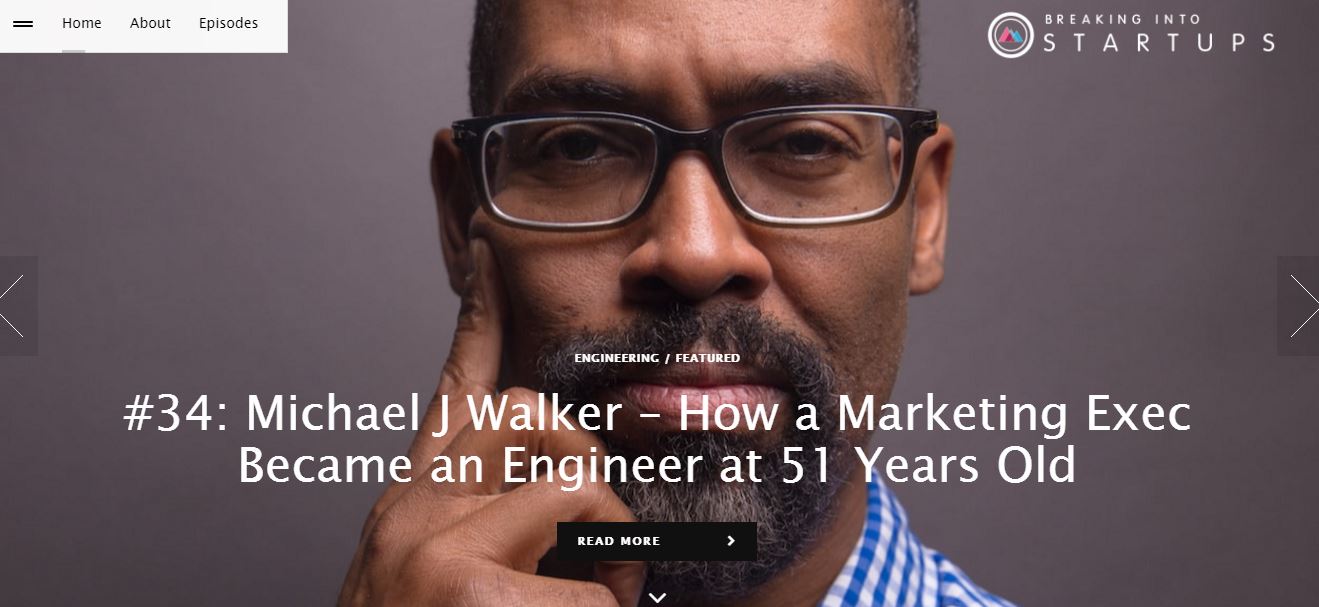 Home About Episodes
BREAKING INTO
STARTUPS
ENGINEERING / FEATURED
#34: Michael J Walker – How a Marketing Exec
Became an Engineer at 51 Years Old
READ MORE